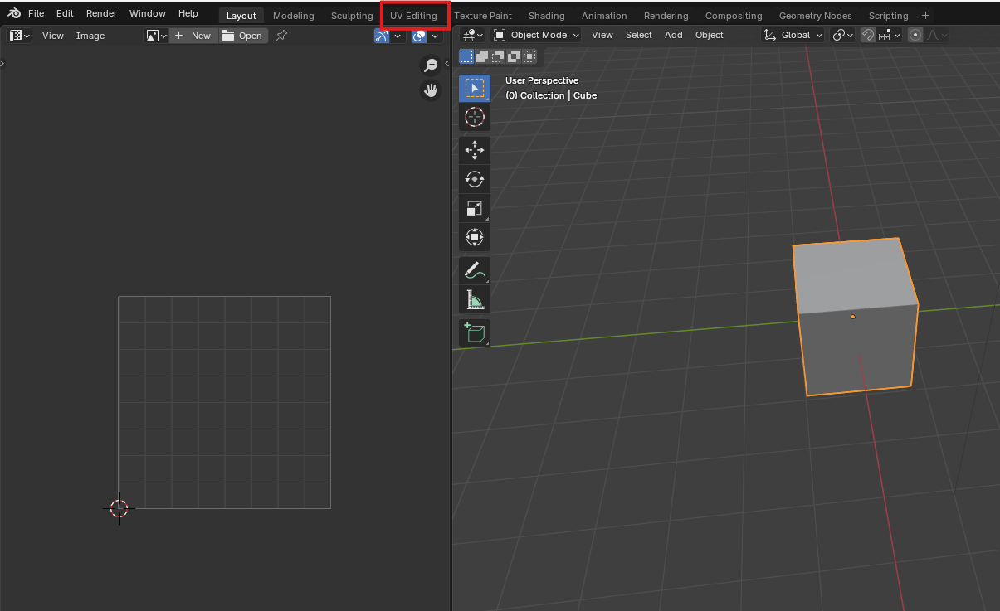 File Edit Render Window Help Layout Modeling Sculpting UV Editing Texture Paint Shading Animation Rendering Compositing Geometry Nodes Scripting
View Image New Open Object Mode View Select Add Object Global
User Perspective
(0) Collection | Cube